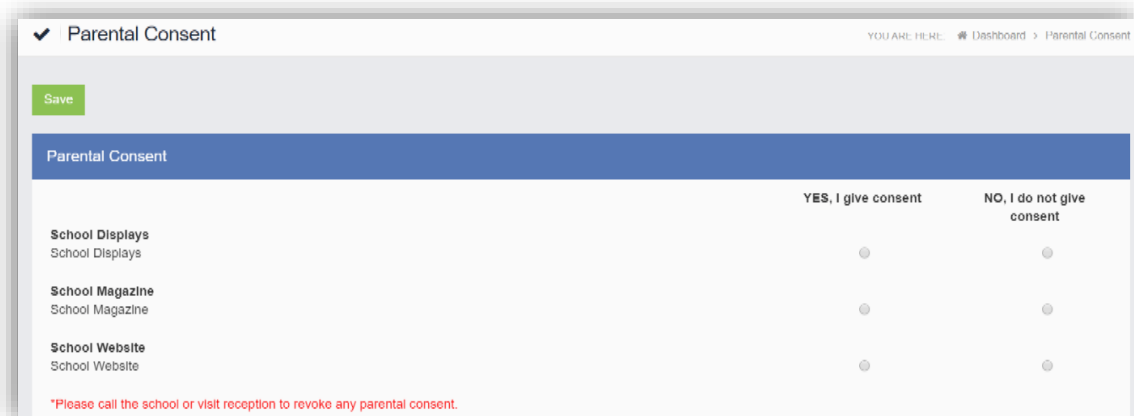 Parental Consent
YOU ARE HERE: Dashboard > Parental Consent
Save
Parental Consent
YES, I give consent
NO, I do not give
consent
School Displays
School Displays
School Magazine
School Magazine
School Website
School Website
*Please call the school or visit reception to revoke any parental consent.